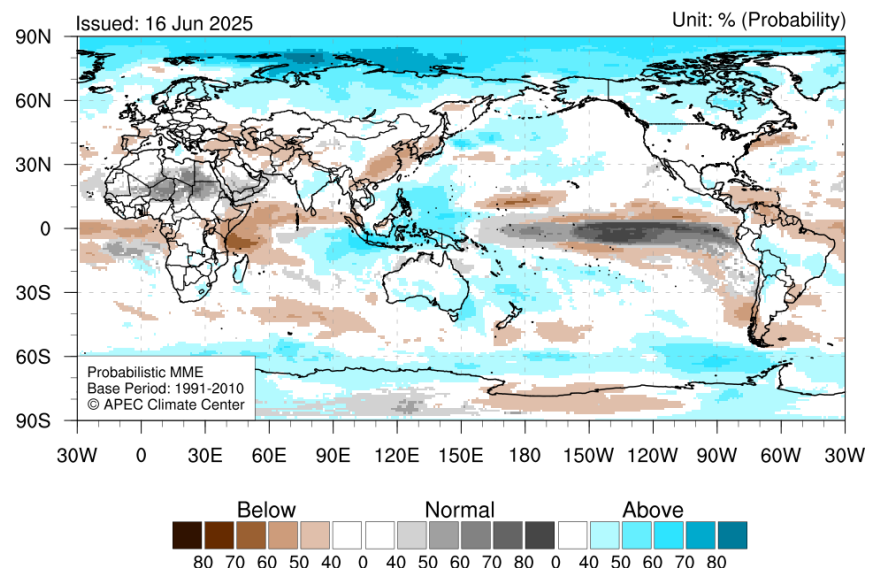 Issued: 16 Jun 2025 Unit: % (Probability)
90N
60N
30N
0
30S
60S
90S
Probabilistic MME
Base Period: 1991-2010
© APEC Climate Center
30W 0 30E 60E 90E 120E 150E 180 150W 120W 90W 60W 30W
Below Normal Above
80 70 60 50 40 0 40 50 60 70 80 0 40 50 60 70 80